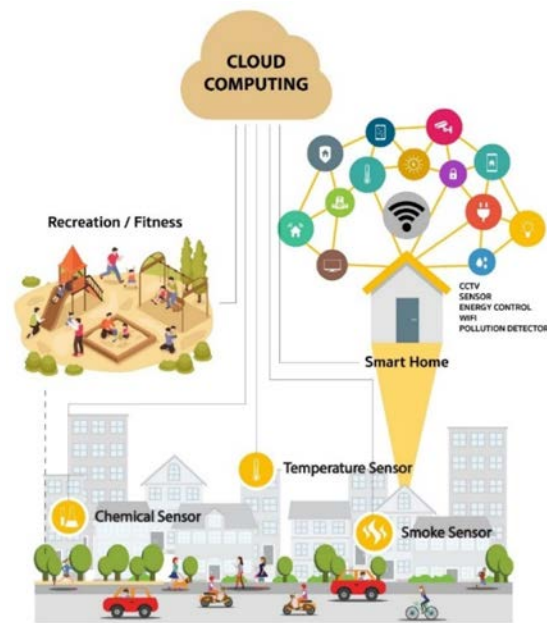 CLOUD
COMPUTING
Recreation / Fitness
CCTV
SENSOR
ENERGY CONTROL
WIFI
POLLUTION DETECTOR
Smart Home
Temperature Sensor
Chemical Sensor
Smoke Sensor